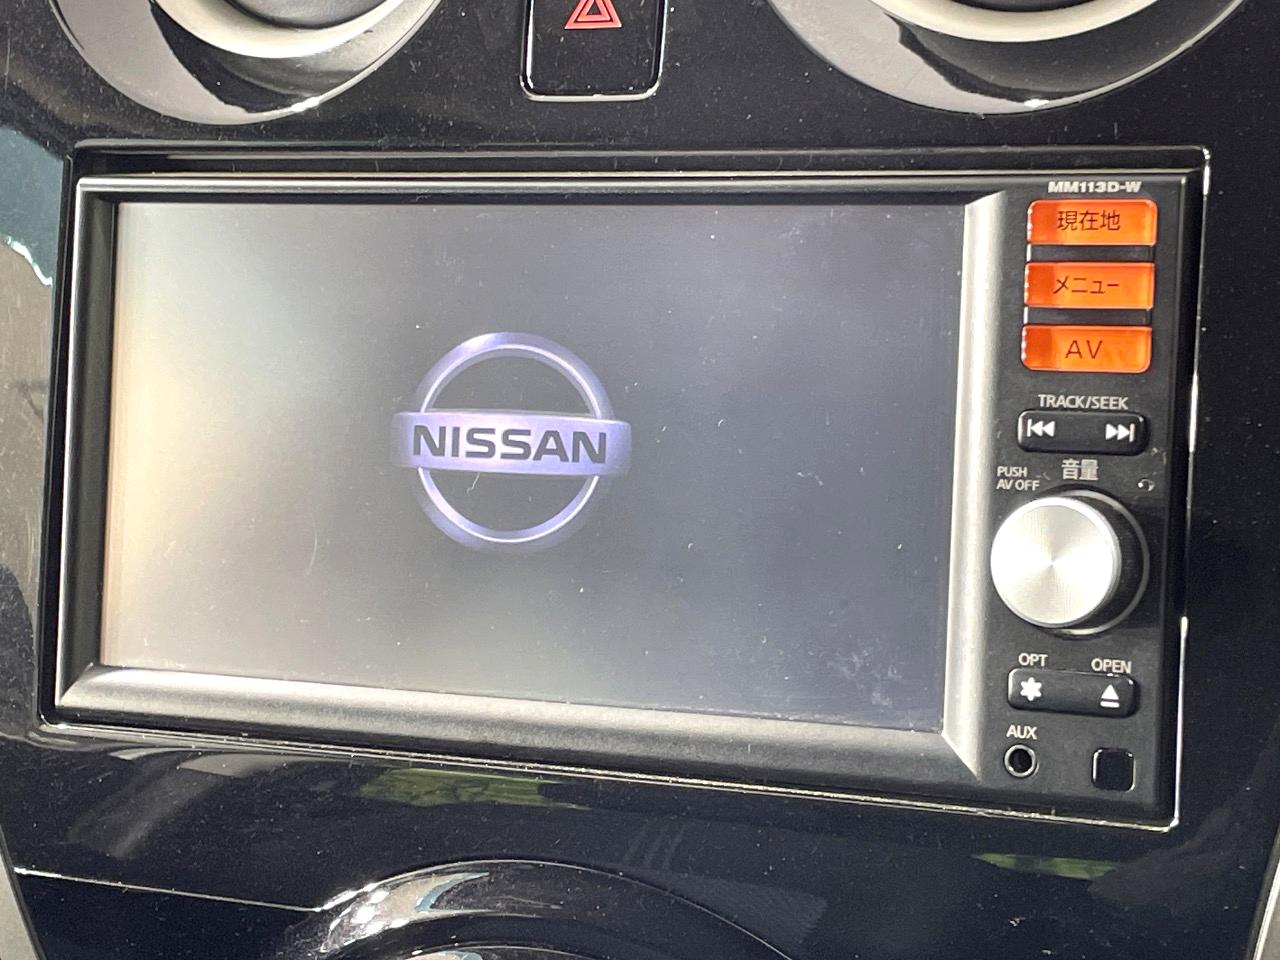 MM113D-W
現在地
メニュー
AV
TRACK/SEEK
PUSH
AV OFF
音量
NISSAN
OPT
OPEN
AUX